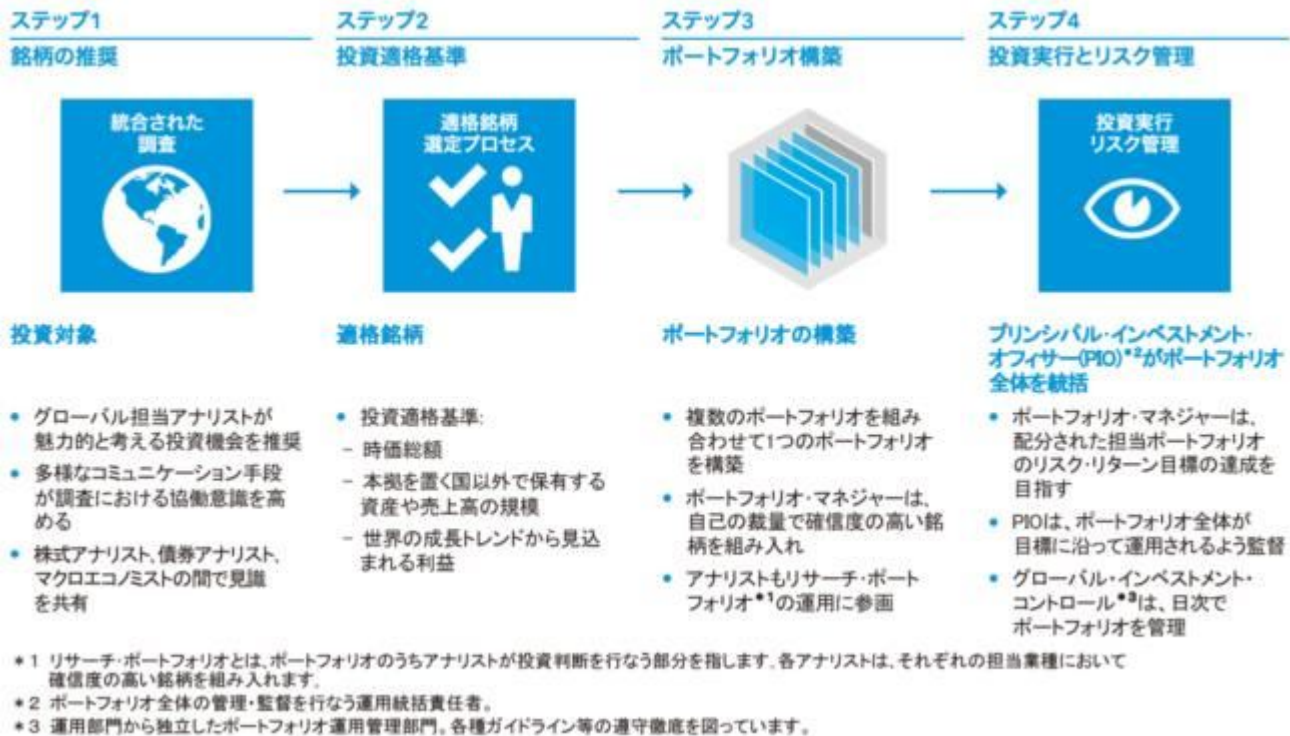 ステップ1
銘柄の推奨
統合された
調査
投資対象
• グローバル担当アナリストが
魅力的と考える投資機会を推奨
• 多様なコミュニケーション手段
が調査における協働意識を高
める
• 株式アナリスト、債券アナリスト、
マクロエコノミストの間で見識
を共有
ステップ2
投資適格基準
適格銘柄
選定プロセス
適格銘柄
• 投資適格基準:
− 時価総額
− 本拠を置く国以外で保有する
資産や売上高の規模
− 世界の成長トレンドから見込
まれる利益
ステップ3
ポートフォリオ構築
ポートフォリオの構築
• 複数のポートフォリオを組み
合わせて1つのポートフォリオ
を構築
• ポートフォリオ・マネジャーは、
自己の裁量で確信度の高い銘
柄を組み入れ
• アナリストもリサーチ・ポート
フォリオ*1の運用に参画
ステップ4
投資実行とリスク管理
投資実行
リスク管理
プリンシパル・インベストメント・
オフィサー(PIO)*2がポートフォリオ
全体を統括
• ポートフォリオ・マネジャーは、
配分された担当ポートフォリオ
のリスク・リターン目標の達成を
目指す
• PIOは、ポートフォリオ全体が
目標に沿って運用されるよう監督
• グローバル・インベストメント・
コントロール*3は、日次で
ポートフォリオを管理
*1 リサーチ・ポートフォリオとは、ポートフォリオのうちアナリストが投資判断を行なう部分を指します。各アナリストは、それぞれの担当業種において
確信度の高い銘柄を組み入れます。
*2 ポートフォリオ全体の管理・監督を行なう運用統括責任者。
*3 運用部門から独立したポートフォリオ運用管理部門。各種ガイドライン等の遵守徹底を図っています。